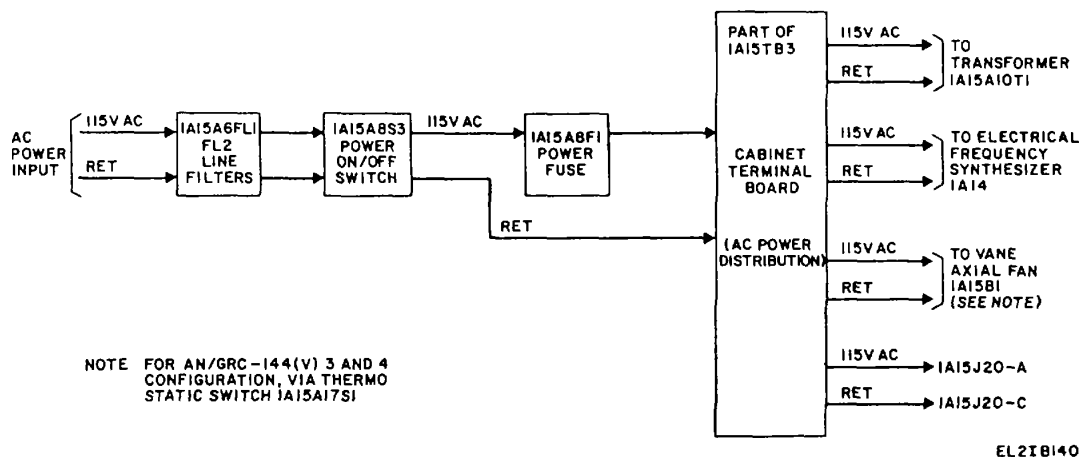 AC
POWER
INPUT
115V AC
RET
1A15A6FL1
FL2
LINE
FILTERS
1A15A8S3
POWER
ON/OFF
SWITCH
115V AC
RET
1A15A8F1
POWER
FUSE
PART OF
1A15TB3
CABINET
TERMINAL
BOARD
(AC POWER
DISTRIBUTION)
115V AC
RET
TO
TRANSFORMER
1A15A10T1
115V AC
RET
TO ELECTRICAL
FREQUENCY
SYNTHESIZER
1A14
115V AC
RET
TO VANE
AXIAL FAN
1A15B1
(SEE NOTE)
115V AC
1A15J20-A
RET
1A15J20-C
NOTE FOR AN/GRC-144(V) 3 AND 4
CONFIGURATION, VIA THERMO
STATIC SWITCH 1A15A17S1
EL2IB140